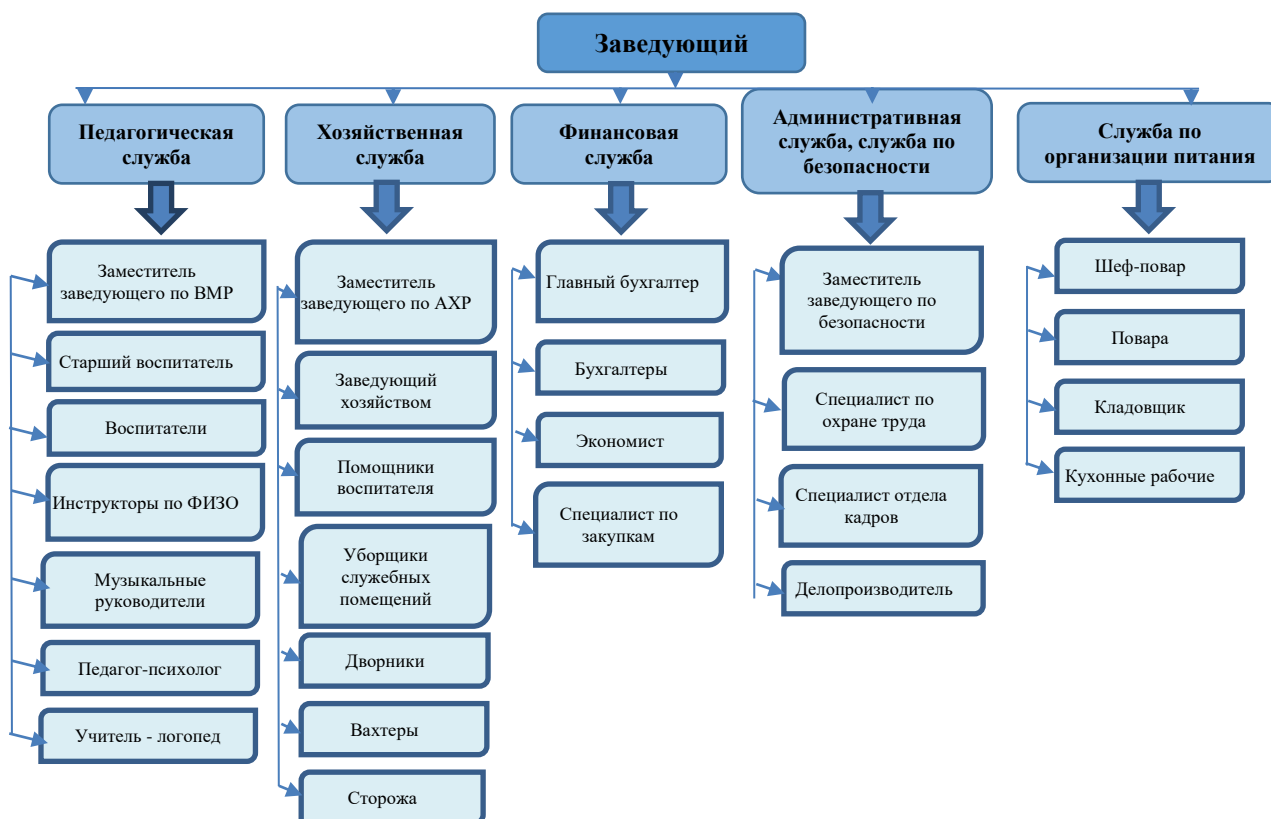 Заведующий
Педагогическая
служба
Хозяйственная
служба
Финансовая
служба
Административная
служба, служба по
безопасности
Служба по
организации питания
Заместитель
заведующего по ВМР
Старший воспитатель
Воспитатели
Инструкторы по ФИЗО
Музыкальные
руководители
Педагог-психолог
Учитель - логопед
Заместитель
заведующего по АХР
Заведующий
хозяйством
Помощники
воспитателя
Уборщики
служебных
помещений
Дворники
Вахтеры
Сторожа
Главный бухгалтер
Бухгалтеры
Экономист
Специалист по
закупкам
Заместитель
заведующего по
безопасности
Специалист по
охране труда
Специалист отдела
кадров
Делопроизводитель
Шеф-повар
Повара
Кладовщик
Кухонные рабочие